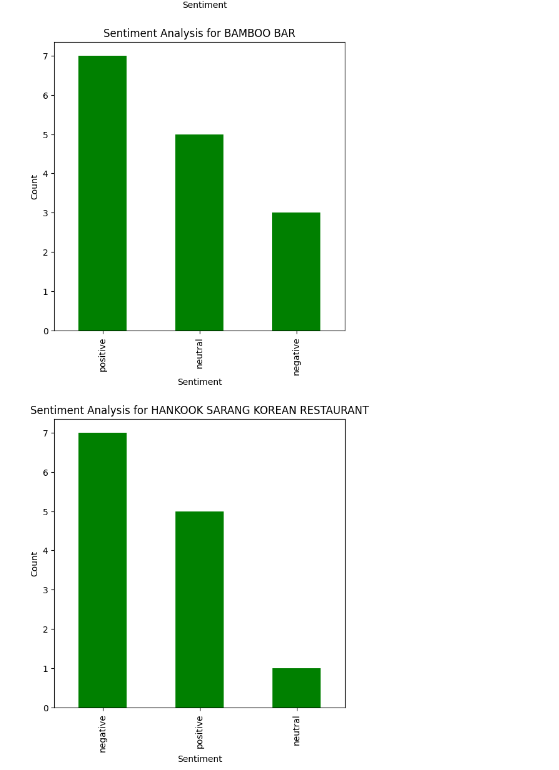 Sentiment
Sentiment Analysis for BAMBOO BAR
7
6
5
4
3
2
1
0
Count
positive
neutral
negative
Sentiment
Sentiment Analysis for HANKOOK SARANG KOREAN RESTAURANT
7
6
5
4
3
2
1
0
Count
negative
positive
neutral
Sentiment